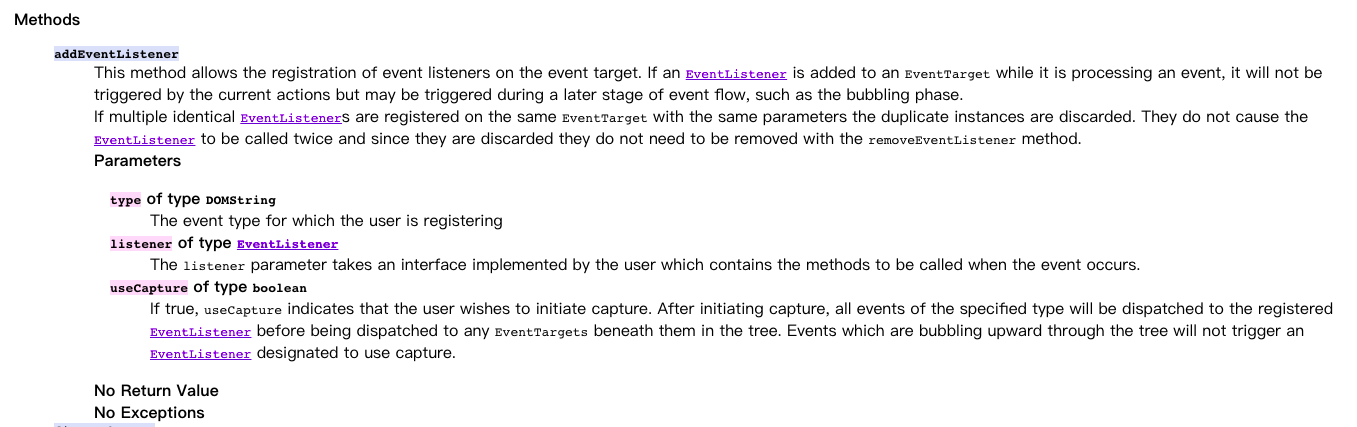 Methods
addEventListener
This method allows the registration of event listeners on the event target. If an EventListener is added to an EventTarget while it is processing an event, it will not be
triggered by the current actions but may be triggered during a later stage of event flow, such as the bubbling phase.
If multiple identical EventListeners are registered on the same EventTarget with the same parameters the duplicate instances are discarded. They do not cause the
EventListener to be called twice and since they are discarded they do not need to be removed with the removeEventListener method.
Parameters
type of type DOMString
The event type for which the user is registering
listener of type EventListener
The listener parameter takes an interface implemented by the user which contains the methods to be called when the event occurs.
useCapture of type boolean
If true, useCapture indicates that the user wishes to initiate capture. After initiating capture, all events of the specified type will be dispatched to the registered
EventListener before being dispatched to any EventTargets beneath them in the tree. Events which are bubbling upward through the tree will not trigger an
EventListener designated to use capture.
No Return Value
No Exceptions